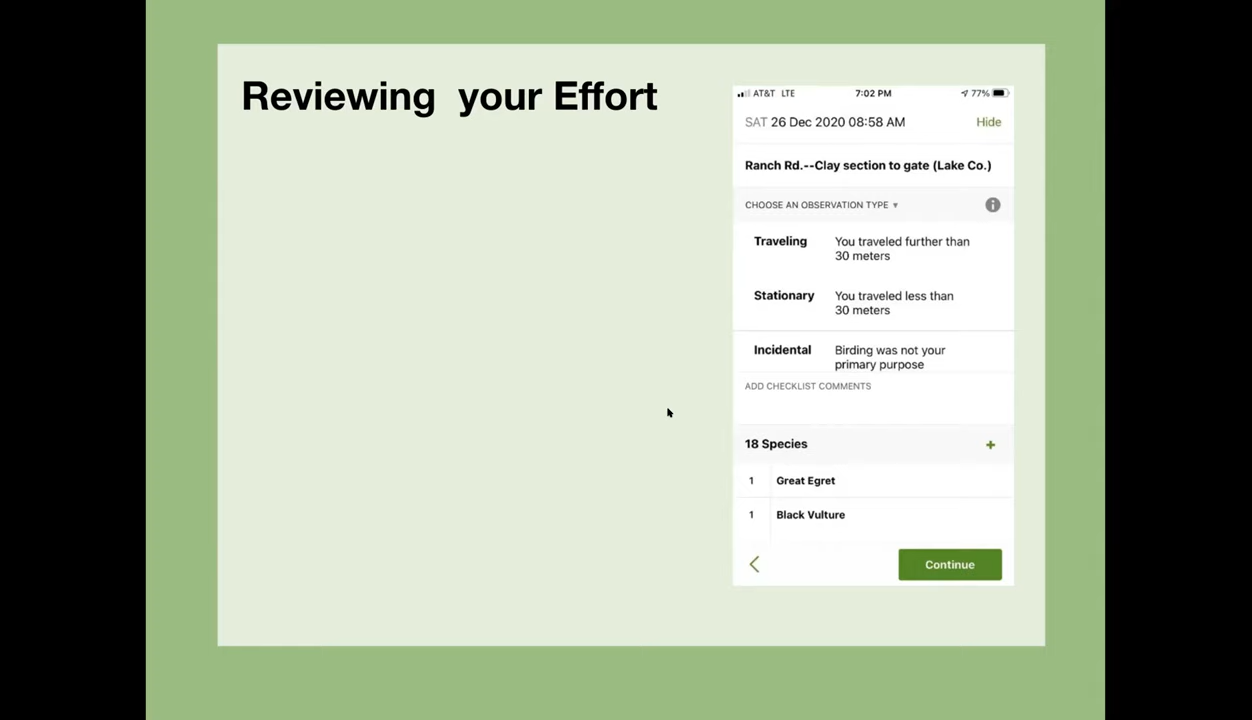 Reviewing your Effort
AT&T LTE 7:02 PM 77%
SAT 26 Dec 2020 08:58 AM Hide
Ranch Rd.--Clay section to gate (Lake Co.)
CHOOSE AN OBSERVATION TYPE
Traveling You traveled further than
30 meters
Stationary You traveled less than
30 meters
Incidental Birding was not your
primary purpose
ADD CHECKLIST COMMENTS
18 Species +
1 Great Egret
1 Black Vulture
Continue